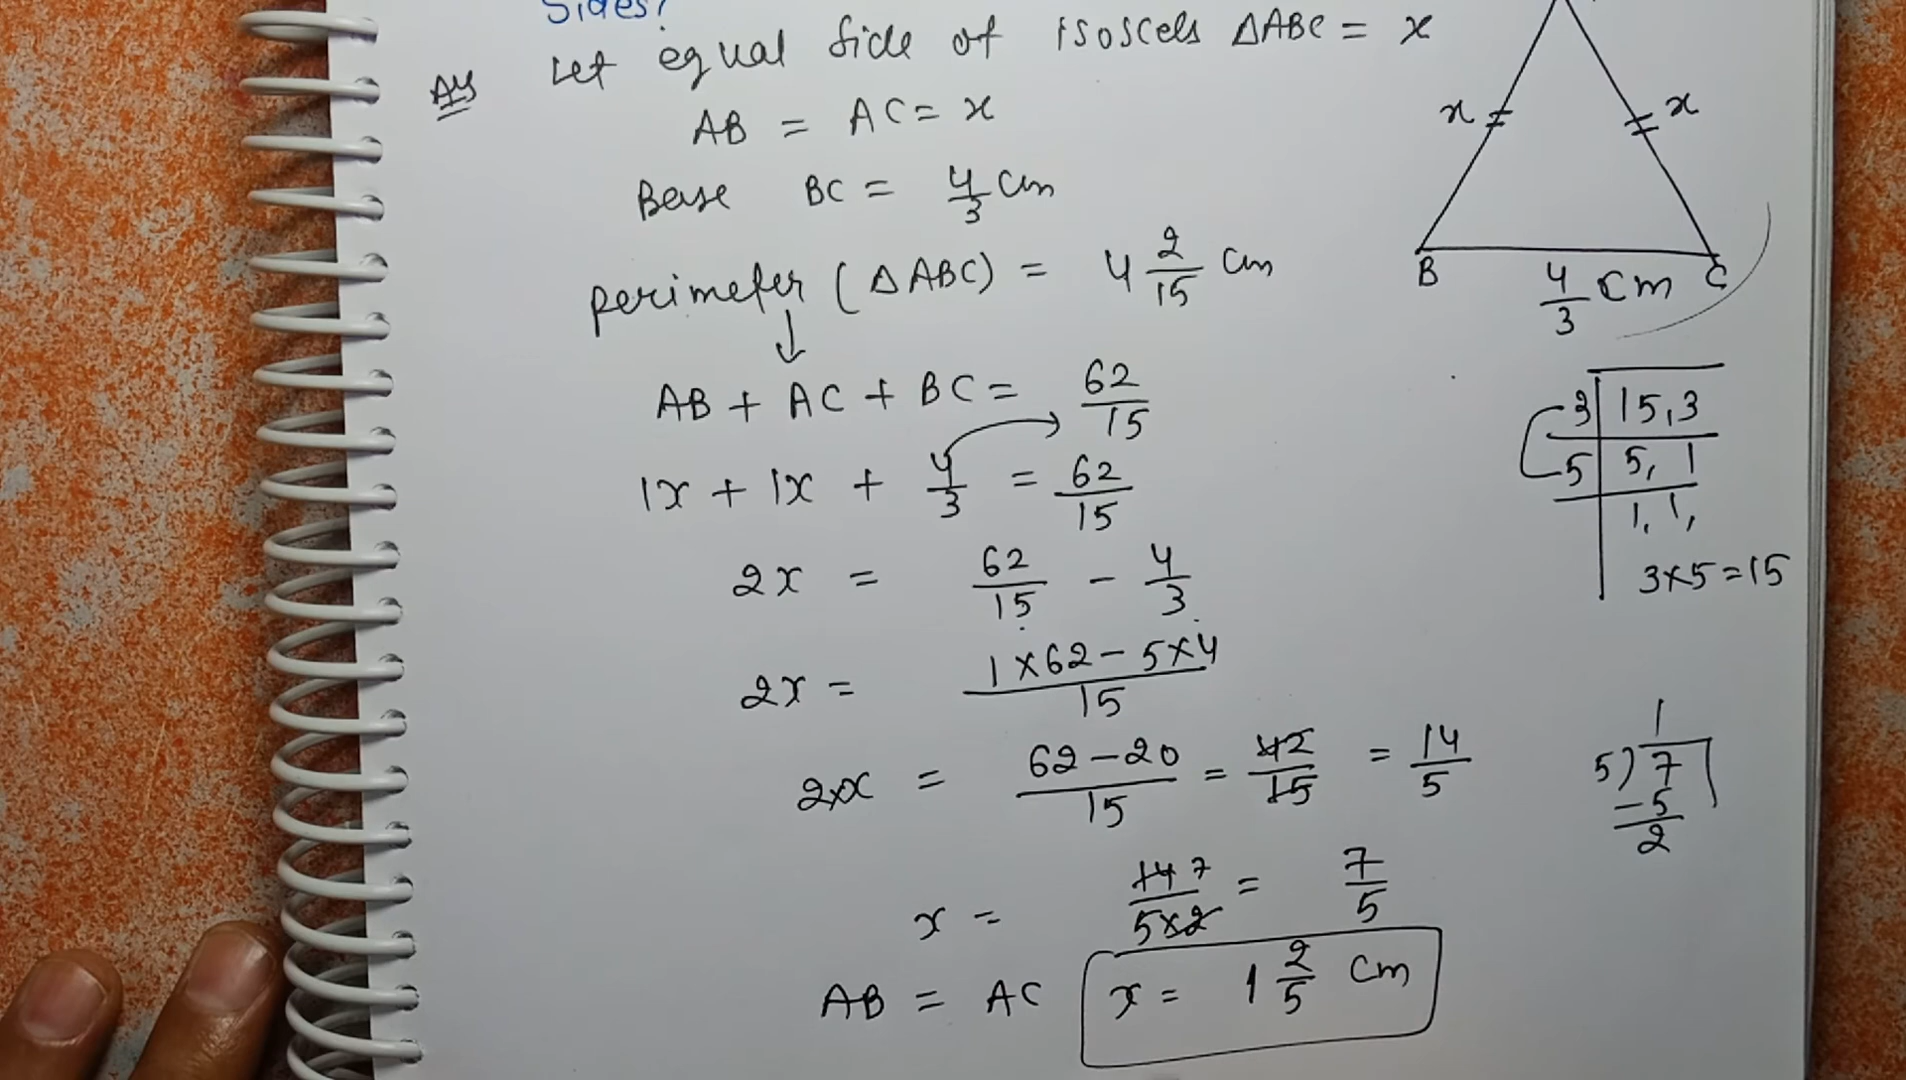 Sides?
Ans Let equal side of isoscels ΔABC = x
AB = AC = x
Base BC = 4/3 cm
perimeter (ΔABC) = 4 2/15 cm
↓
AB + AC + BC = 62/15
1x + 1x + 4/3 = 62/15
2x = 62/15 - 4/3
2x = 1×62-5×4/15
2x = 62-20/15 = 42/15 = 14/5
x = 14 7/5×2 = 7/5
AB = AC x = 1 2/5 cm
x x
B C
4/3 cm
3 | 15,3
5 | 5, 1
1, 1,
3×5=15
1
5) 7
-5
2